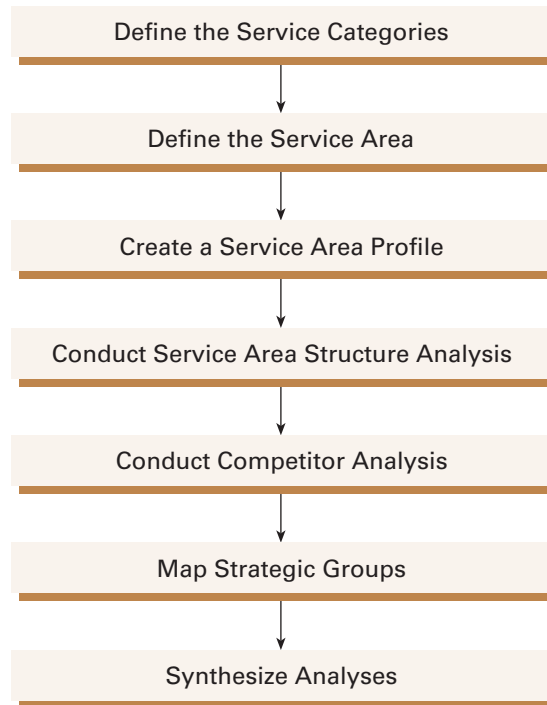 Define the Service Categories
Define the Service Area
Create a Service Area Profile
Conduct Service Area Structure Analysis
Conduct Competitor Analysis
Map Strategic Groups
Synthesize Analyses